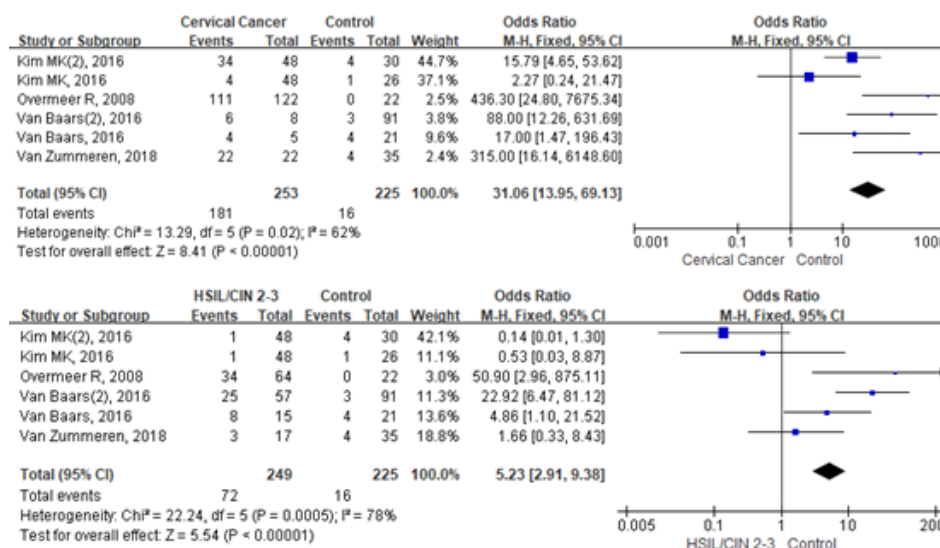 Cervical Cancer Control Odds Ratio Odds Ratio
Study or Subgroup Events Total Events Total Weight M-H, Fixed, 95% CI M-H, Fixed, 95% CI
Kim MK(2), 2016 34 48 4 30 44.7% 15.79 [4.65, 53.62]
Kim MK, 2016 4 48 1 26 37.1% 2.27 [0.24, 21.47]
Overmeer R, 2008 111 122 0 22 2.5% 436.30 [24.80, 7675.34]
Van Baars(2), 2016 6 8 3 91 3.8% 88.00 [12.26, 631.69]
Van Baars, 2016 4 5 4 21 9.6% 17.00 [1.47, 196.43]
Van Zummeren, 2018 22 22 4 35 2.4% 315.00 [16.14, 6148.60]
Total (95% CI) 253 225 100.0% 31.06 [13.95, 69.13]
Total events 181 16
Heterogeneity: Chi² = 13.29, df = 5 (P = 0.02); I² = 62%
Test for overall effect: Z = 8.41 (P < 0.00001)
0.001 0.1 1 10 1000
Cervical Cancer Control
HSIL/CIN 2-3 Control Odds Ratio Odds Ratio
Study or Subgroup Events Total Events Total Weight M-H, Fixed, 95% CI M-H, Fixed, 95% CI
Kim MK(2), 2016 1 48 4 30 42.1% 0.14 [0.01, 1.30]
Kim MK, 2016 1 48 1 26 11.1% 0.53 [0.03, 8.87]
Overmeer R, 2008 34 64 0 22 3.0% 50.90 [2.96, 875.11]
Van Baars(2), 2016 25 57 3 91 11.3% 22.92 [6.47, 81.12]
Van Baars, 2016 8 15 4 21 13.6% 4.86 [1.10, 21.52]
Van Zummeren, 2018 3 17 4 35 18.8% 1.66 [0.33, 8.43]
Total (95% CI) 249 225 100.0% 5.23 [2.91, 9.38]
Total events 72 16
Heterogeneity: Chi² = 22.24, df = 5 (P = 0.0005); I² = 78%
Test for overall effect: Z = 5.54 (P < 0.00001)
0.005 0.1 1 10 200
HSIL/CIN 2-3 Control